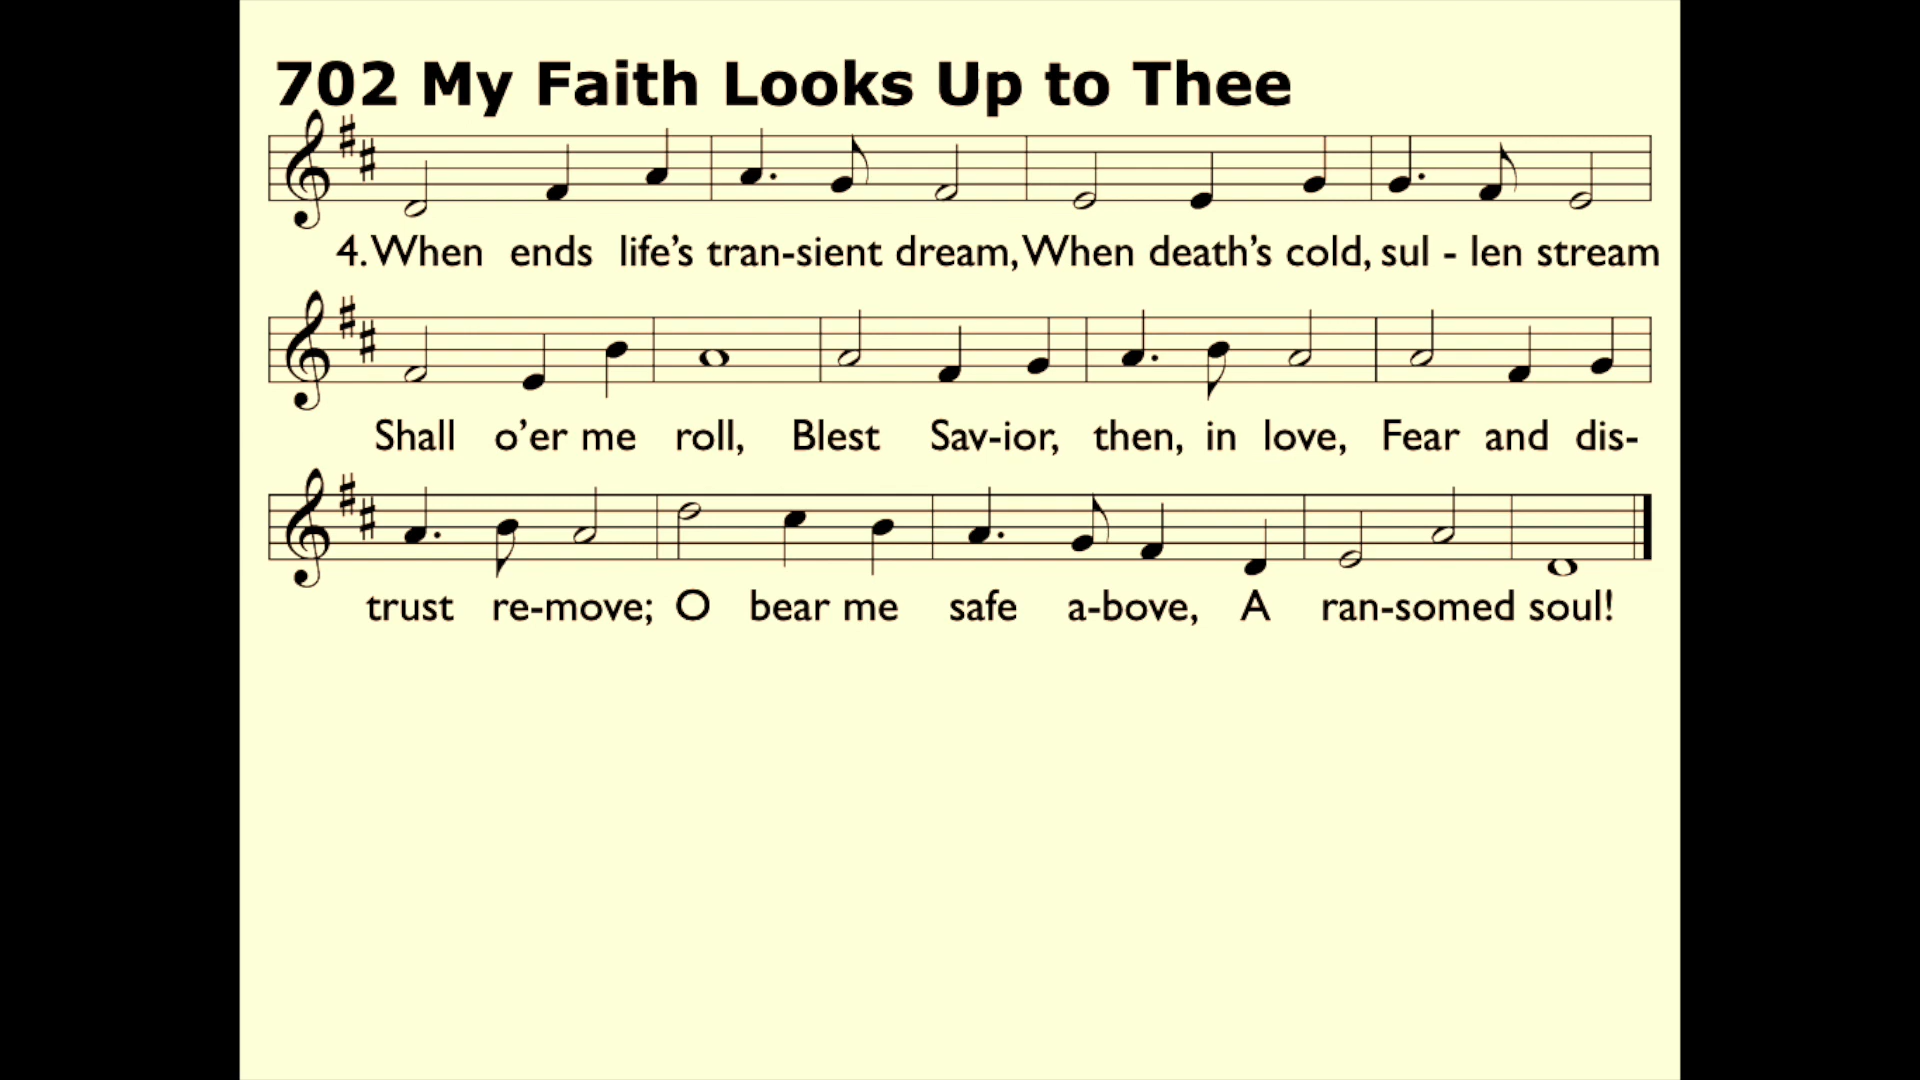 702 My Faith Looks Up to Thee
4. When ends life's tran-sient dream, When death's cold, sul - len stream
Shall o'er me roll, Blest Sav-ior, then, in love, Fear and dis-
trust re-move; O bear me safe a-bove, A ran-somed soul!